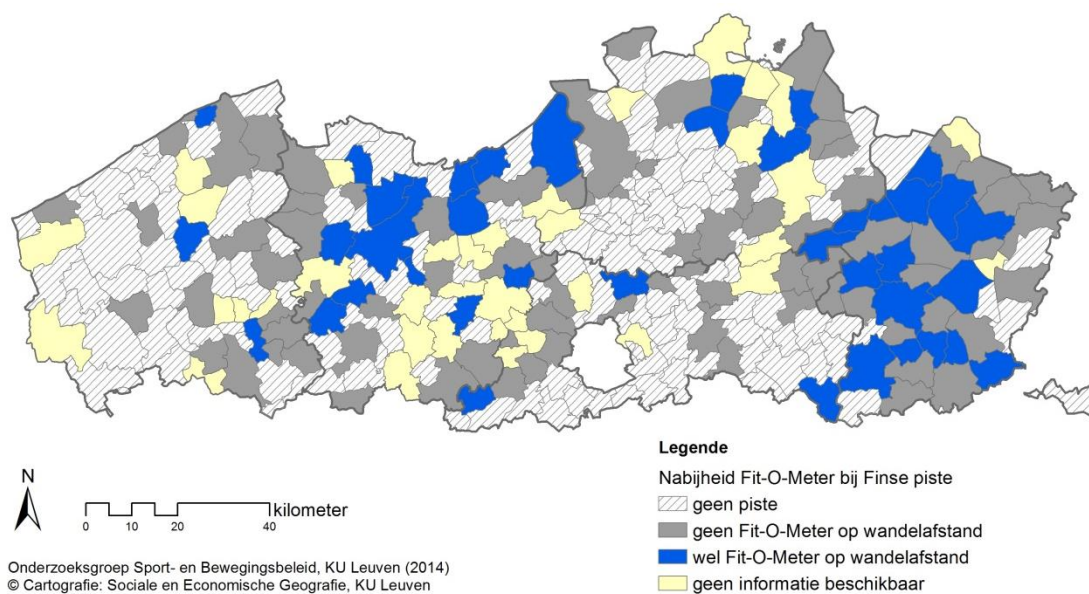 Legende
Nabijheid Fit-O-Meter bij Finse piste
geen piste
geen Fit-O-Meter op wandelafstand
wel Fit-O-Meter op wandelafstand
geen informatie beschikbaar
N
kilometer
0 10 20 40
Onderzoeksgroep Sport- en Bewegingsbeleid, KU Leuven (2014)
© Cartografie: Sociale en Economische Geografie, KU Leuven